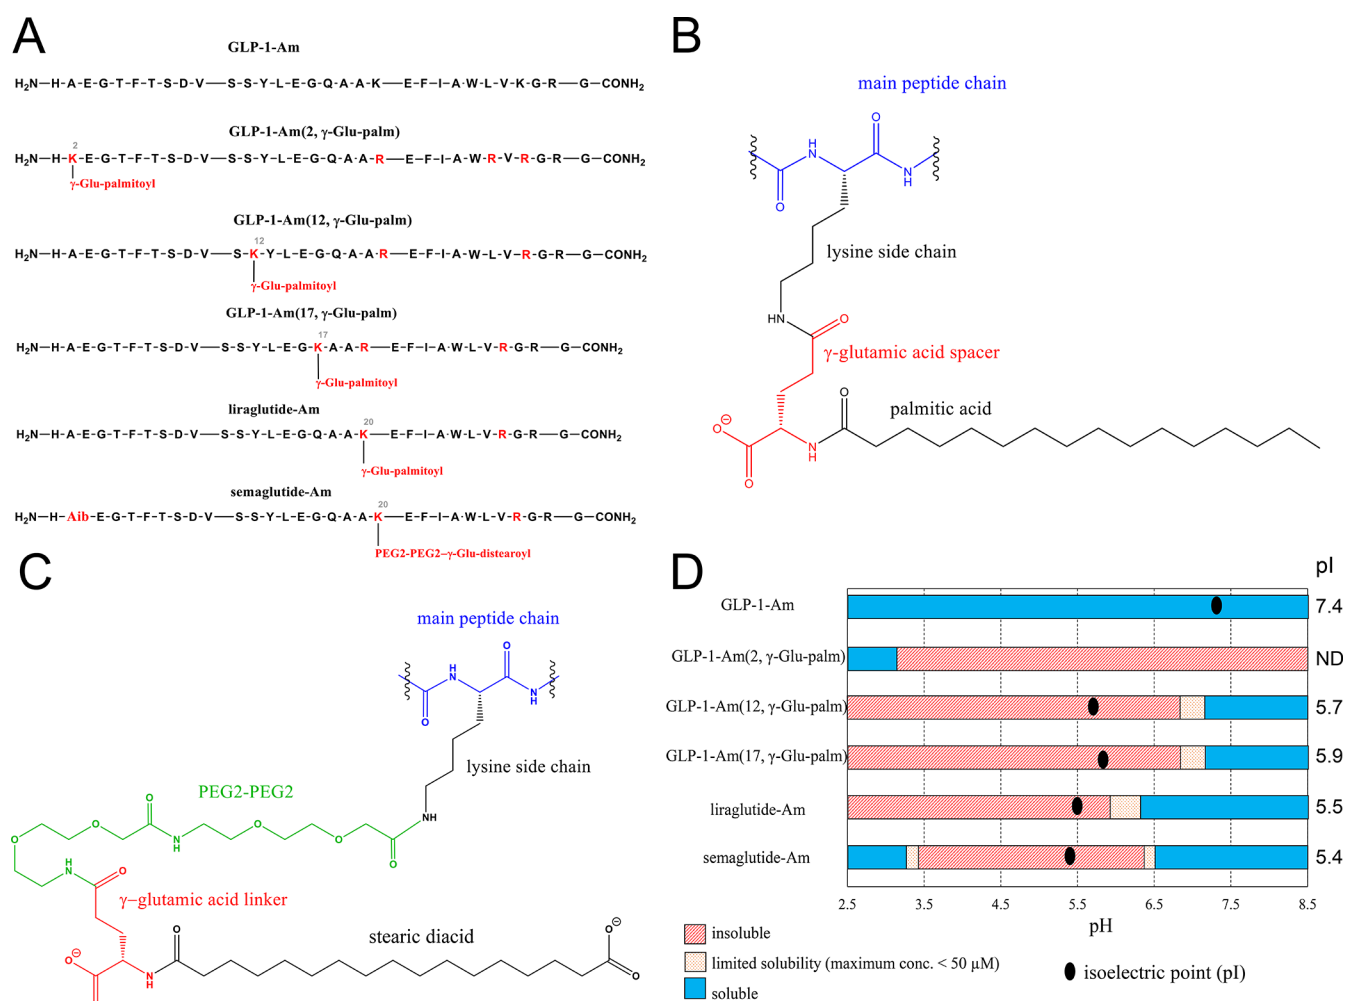 A
GLP-1-Am
H₂N—H-A-E-G-T-F-T-S-D-V—S-S-Y-L-E-G-Q-A-A-K—E-F-I-A-W-L-V-K-G-R—G-CONH₂
GLP-1-Am(2, γ-Glu-palm)
2
H₂N—H-K-E-G-T-F-T-S-D-V—S-S-Y-L-E-G-Q-A-A-R—E-F-I-A-W-R-V-R-G-R—G-CONH₂
γ-Glu-palmitoyl
GLP-1-Am(12, γ-Glu-palm)
12
H₂N—H-A-E-G-T-F-T-S-D-V—S-K-Y-L-E-G-Q-A-A-R—E-F-I-A-W-L-V-R-G-R—G-CONH₂
γ-Glu-palmitoyl
GLP-1-Am(17, γ-Glu-palm)
17
H₂N—H-A-E-G-T-F-T-S-D-V—S-S-Y-L-E-G-K-A-A-R—E-F-I-A-W-L-V-R-G-R—G-CONH₂
γ-Glu-palmitoyl
liraglutide-Am
20
H₂N—H-A-E-G-T-F-T-S-D-V—S-S-Y-L-E-G-Q-A-A-K—E-F-I-A-W-L-V-R-G-R—G-CONH₂
γ-Glu-palmitoyl
semaglutide-Am
20
H₂N—H-Aib-E-G-T-F-T-S-D-V—S-S-Y-L-E-G-Q-A-A-K—E-F-I-A-W-L-V-R-G-R—G-CONH₂
PEG2-PEG2-γ-Glu-distearoyl
B
main peptide chain
O
H
N
N
H
O
lysine side chain
HN
O
γ-glutamic acid spacer
O
palmitic acid
O⊖
N
H
O
C
main peptide chain
O
H
N
N
H
O
lysine side chain
PEG2-PEG2
O
NH
O
O
O
N
H
O
O
H
N
O
γ-glutamic acid linker
O
stearic diacid
O⊖
O⊖
N
H
O
D
pI
GLP-1-Am
7.4
GLP-1-Am(2, γ-Glu-palm)
ND
GLP-1-Am(12, γ-Glu-palm)
5.7
GLP-1-Am(17, γ-Glu-palm)
5.9
liraglutide-Am
5.5
semaglutide-Am
5.4
2.5 3.5 4.5 5.5 6.5 7.5 8.5
pH
insoluble
limited solubility (maximum conc. < 50 µM)
soluble
isoelectric point (pI)